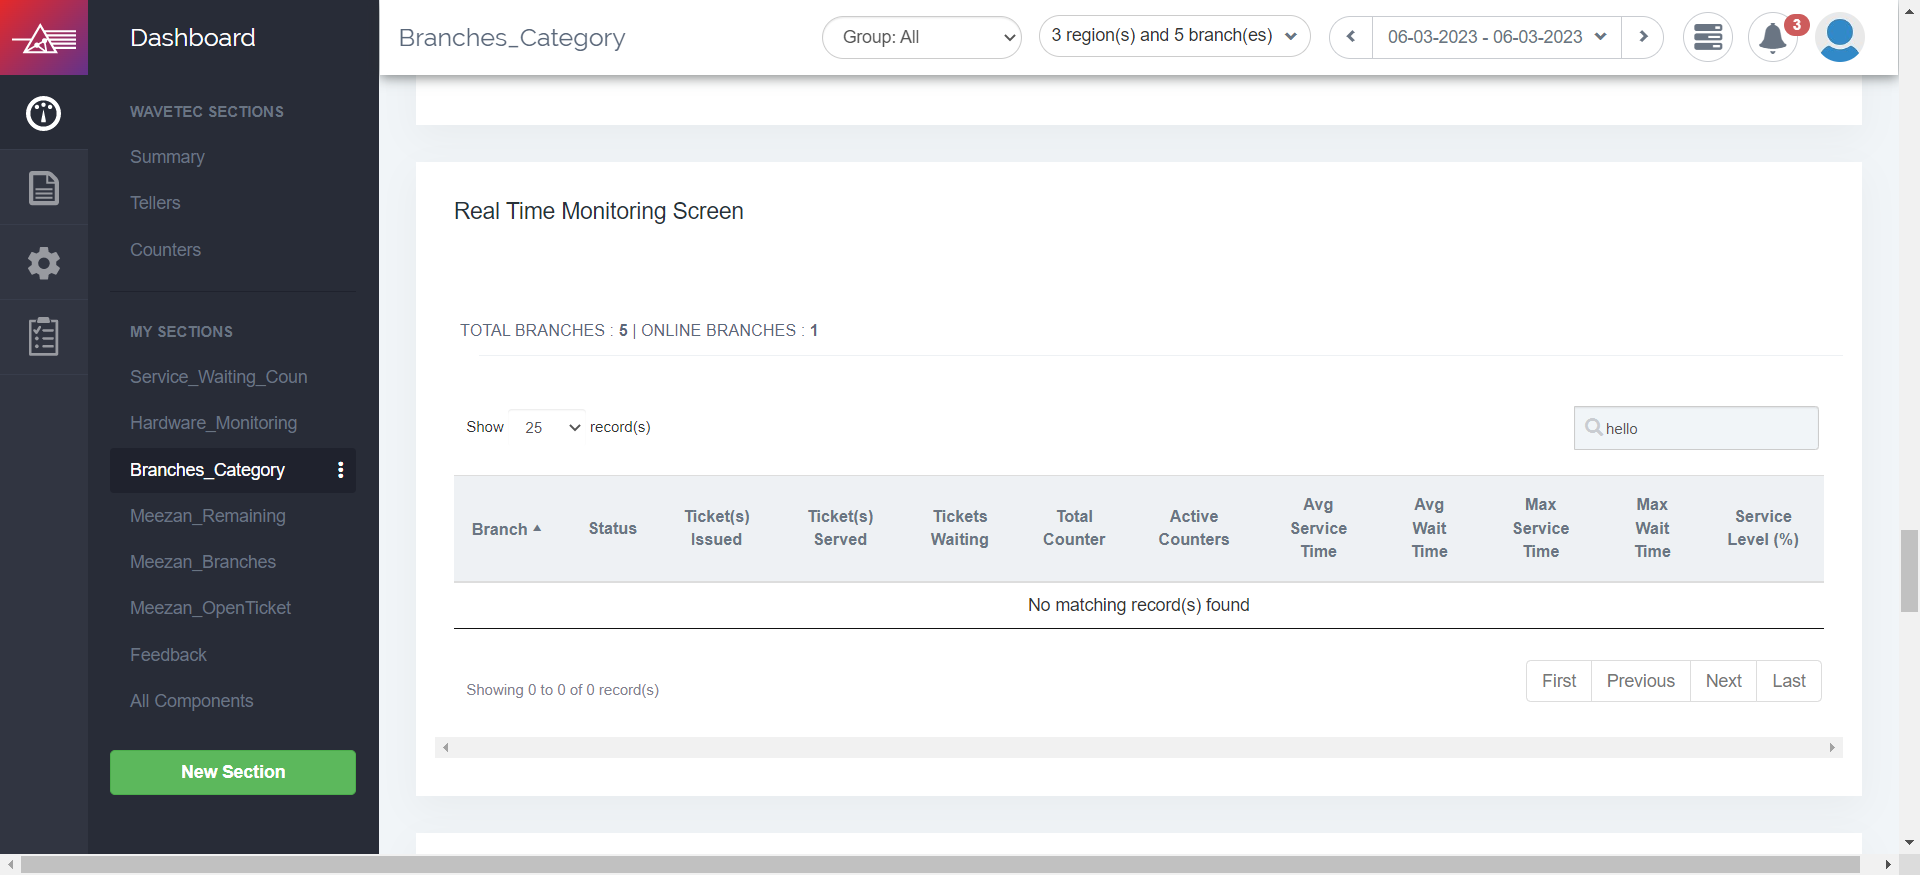 Dashboard
Branches_Category
Group: All
3 region(s) and 5 branch(es)
06-03-2023 - 06-03-2023
3
WAVETEC SECTIONS
Summary
Tellers
Counters
MY SECTIONS
Service_Waiting_Coun
Hardware_Monitoring
Branches_Category
Meezan_Remaining
Meezan_Branches
Meezan_OpenTicket
Feedback
All Components
New Section
Real Time Monitoring Screen
TOTAL BRANCHES : 5 | ONLINE BRANCHES : 1
Show 25 record(s)
hello
Branch
Status
Ticket(s) Issued
Ticket(s) Served
Tickets Waiting
Total Counter
Active Counters
Avg Service Time
Avg Wait Time
Max Service Time
Max Wait Time
Service Level (%)
No matching record(s) found
Showing 0 to 0 of 0 record(s)
First Previous Next Last